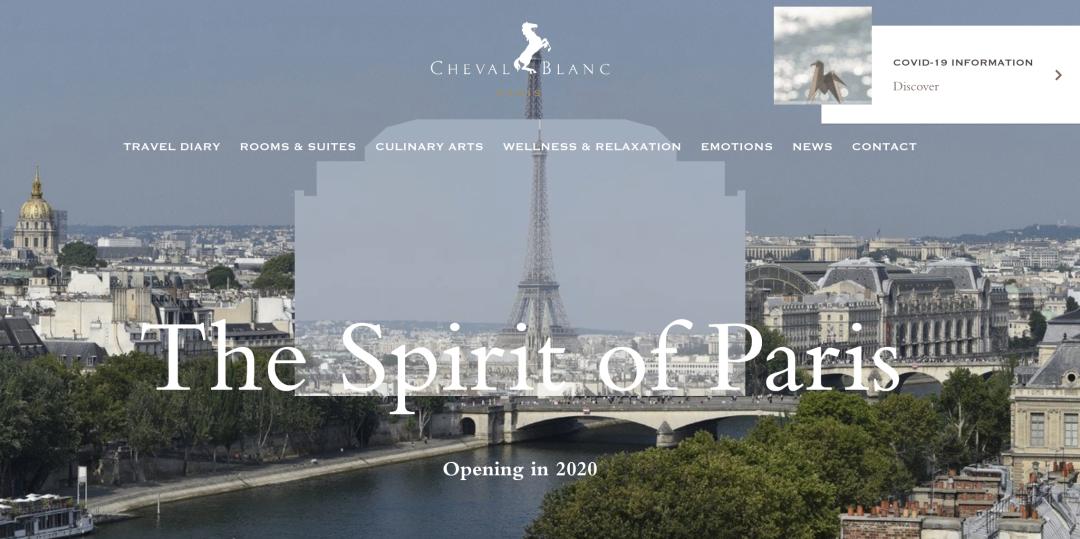 CHEVAL BLANC
PARIS
COVID-19 INFORMATION
Discover
TRAVEL DIARY ROOMS & SUITES CULINARY ARTS WELLNESS & RELAXATION EMOTIONS NEWS CONTACT
The Spirit of Paris
Opening in 2020